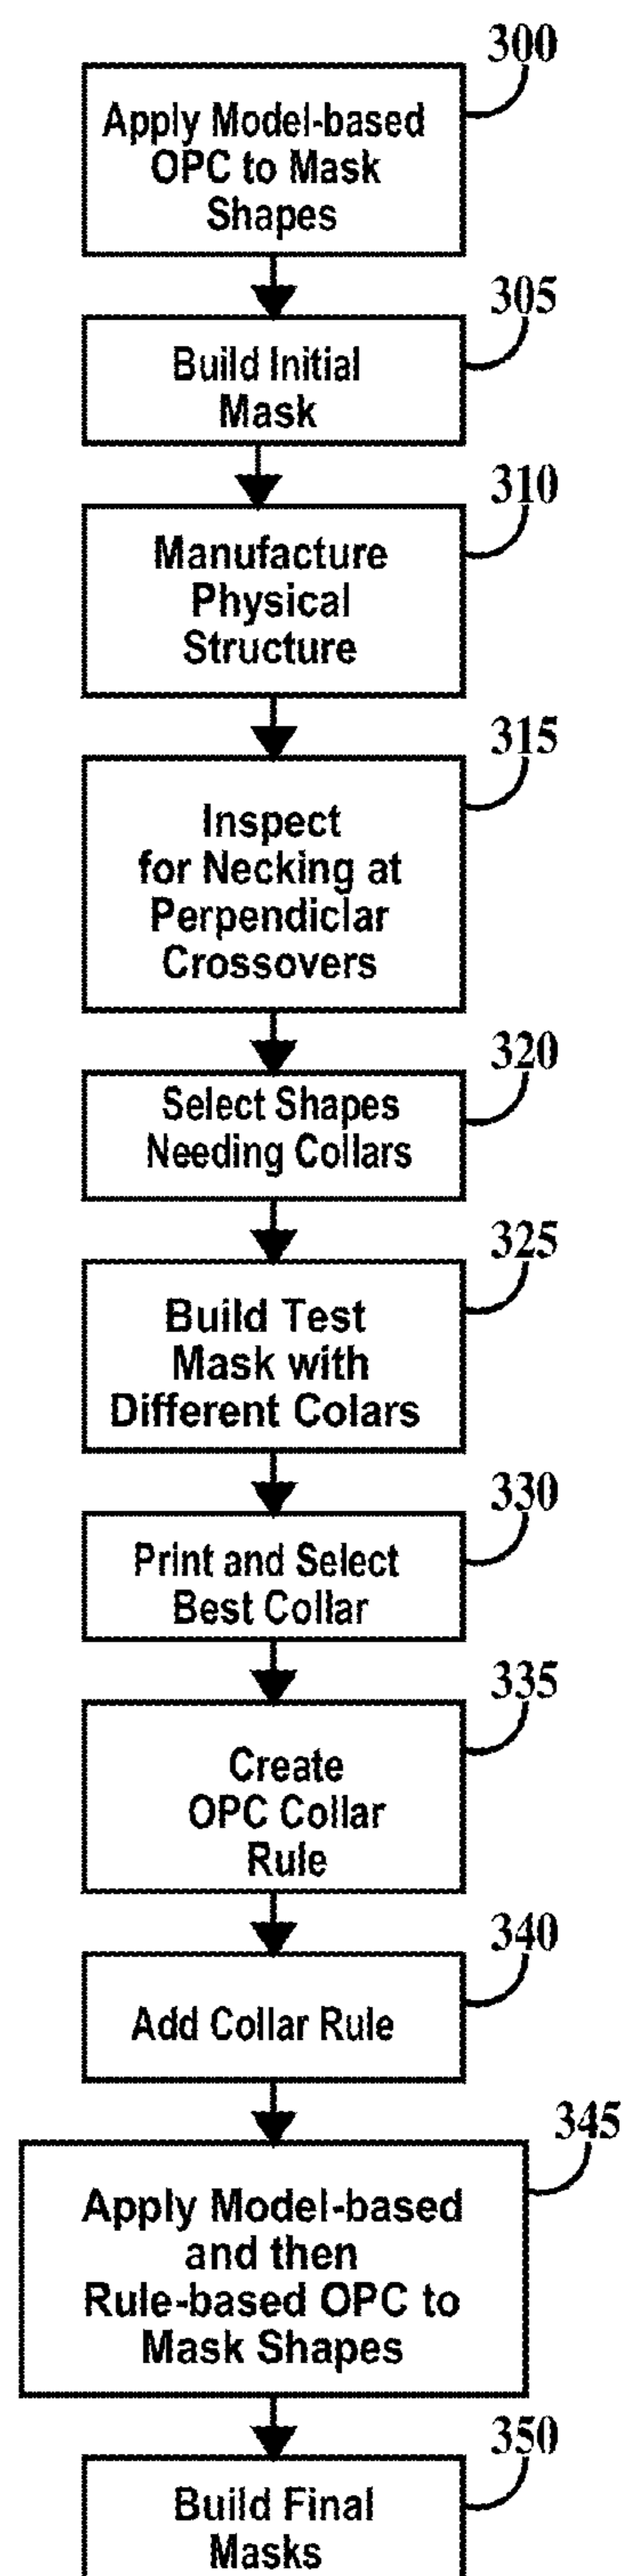 300
Apply Model-based
OPC to Mask
Shapes
305
Build Initial
Mask
310
Manufacture
Physical
Structure
315
Inspect
for Necking at
Perpendiclar
Crossovers
320
Select Shapes
Needing Collars
325
Build Test
Mask with
Different Colars
330
Print and Select
Best Collar
335
Create
OPC Collar
Rule
340
Add Collar Rule
345
Apply Model-based
and then
Rule-based OPC to
Mask Shapes
350
Build Final
Masks